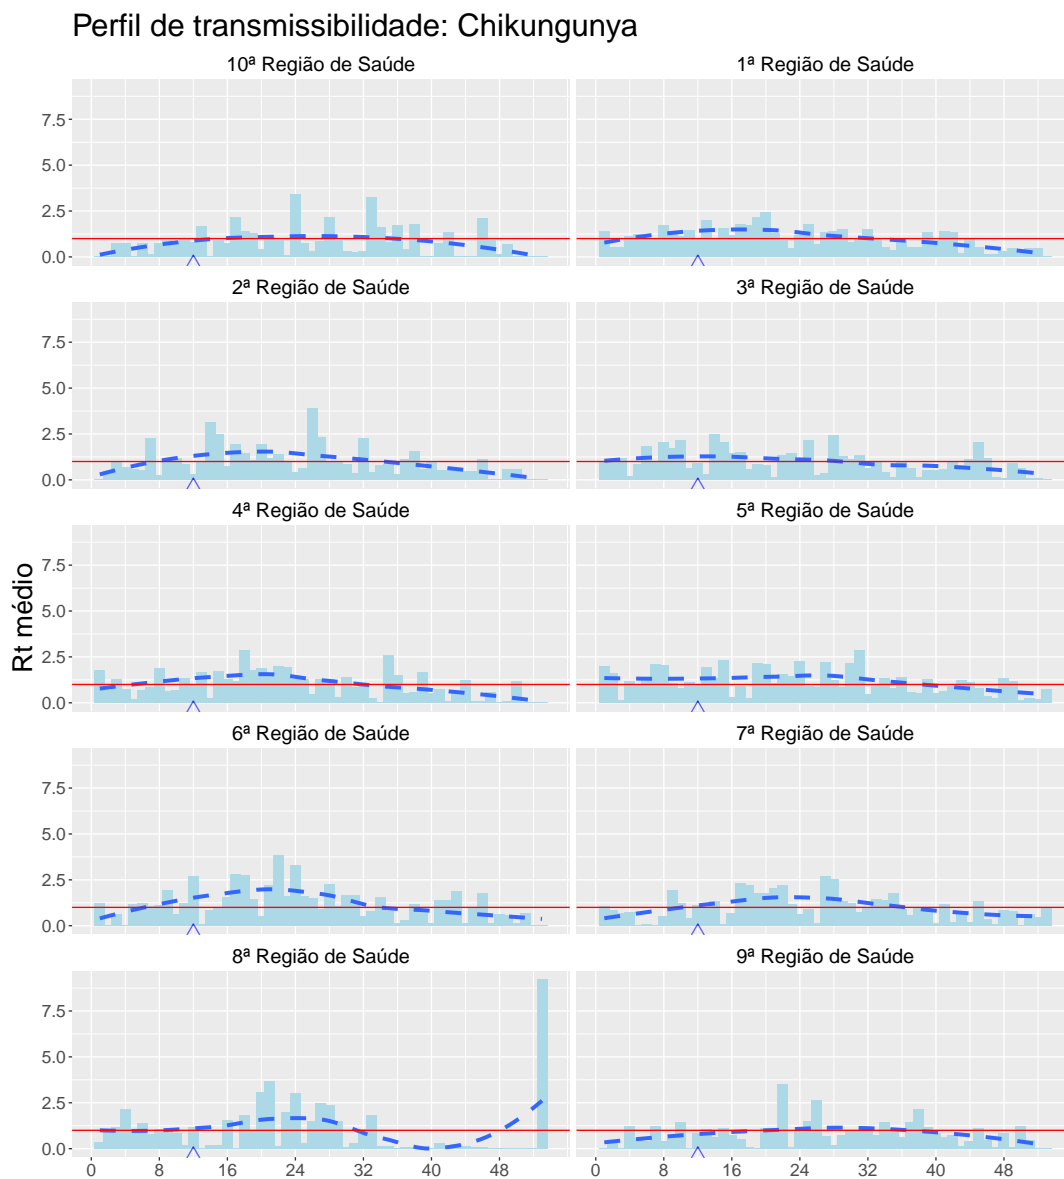 Perfil de transmissibilidade: Chikungunya
10ª Região de Saúde
1ª Região de Saúde
7.5
5.0
2.5
0.0
2ª Região de Saúde
3ª Região de Saúde
7.5
5.0
2.5
0.0
4ª Região de Saúde
5ª Região de Saúde
Rt médio
7.5
5.0
2.5
0.0
6ª Região de Saúde
7ª Região de Saúde
7.5
5.0
2.5
0.0
8ª Região de Saúde
9ª Região de Saúde
7.5
5.0
2.5
0.0
0 16 24 32 40 48 0 16 24 32 40 48